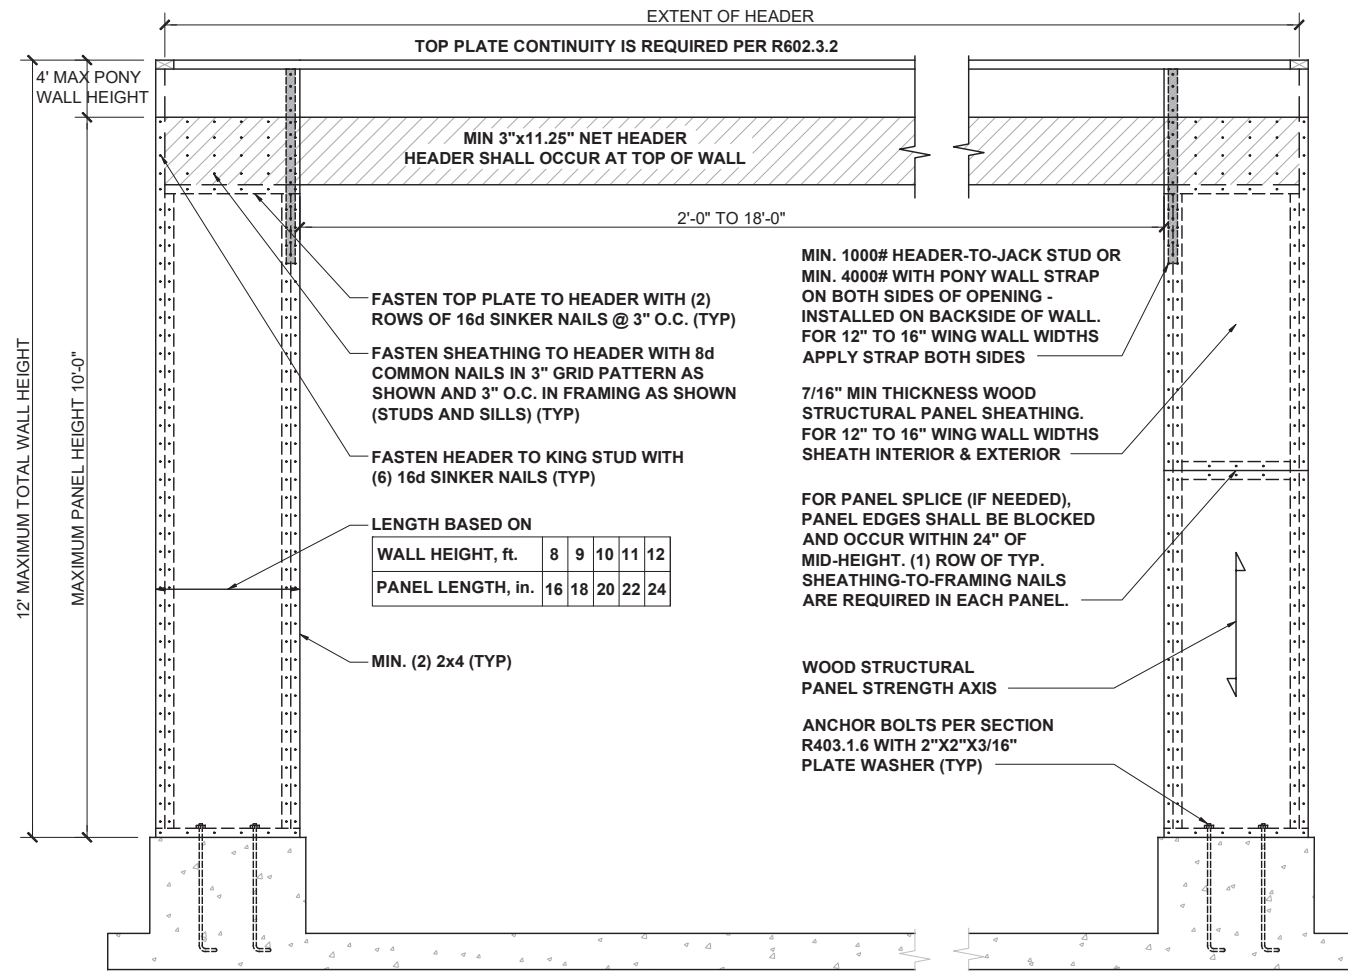 EXTENT OF HEADER
TOP PLATE CONTINUITY IS REQUIRED PER R602.3.2
4' MAX PONY
WALL HEIGHT
MIN 3"x11.25" NET HEADER
HEADER SHALL OCCUR AT TOP OF WALL
2'-0" TO 18'-0"
12' MAXIMUM TOTAL WALL HEIGHT
MAXIMUM PANEL HEIGHT 10'-0"
FASTEN TOP PLATE TO HEADER WITH (2)
ROWS OF 16d SINKER NAILS @ 3" O.C. (TYP)
FASTEN SHEATHING TO HEADER WITH 8d
COMMON NAILS IN 3" GRID PATTERN AS
SHOWN AND 3" O.C. IN FRAMING AS SHOWN
(STUDS AND SILLS) (TYP)
FASTEN HEADER TO KING STUD WITH
(6) 16d SINKER NAILS (TYP)
LENGTH BASED ON
WALL HEIGHT, ft. 8 9 10 11 12
PANEL LENGTH, in. 16 18 20 22 24
MIN. (2) 2x4 (TYP)
MIN. 1000# HEADER-TO-JACK STUD OR
MIN. 4000# WITH PONY WALL STRAP
ON BOTH SIDES OF OPENING -
INSTALLED ON BACKSIDE OF WALL.
FOR 12" TO 16" WING WALL WIDTHS
APPLY STRAP BOTH SIDES
7/16" MIN THICKNESS WOOD
STRUCTURAL PANEL SHEATHING.
FOR 12" TO 16" WING WALL WIDTHS
SHEATH INTERIOR & EXTERIOR
FOR PANEL SPLICE (IF NEEDED),
PANEL EDGES SHALL BE BLOCKED
AND OCCUR WITHIN 24" OF
MID-HEIGHT. (1) ROW OF TYP.
SHEATHING-TO-FRAMING NAILS
ARE REQUIRED IN EACH PANEL.
WOOD STRUCTURAL
PANEL STRENGTH AXIS
ANCHOR BOLTS PER SECTION
R403.1.6 WITH 2"X2"X3/16"
PLATE WASHER (TYP)